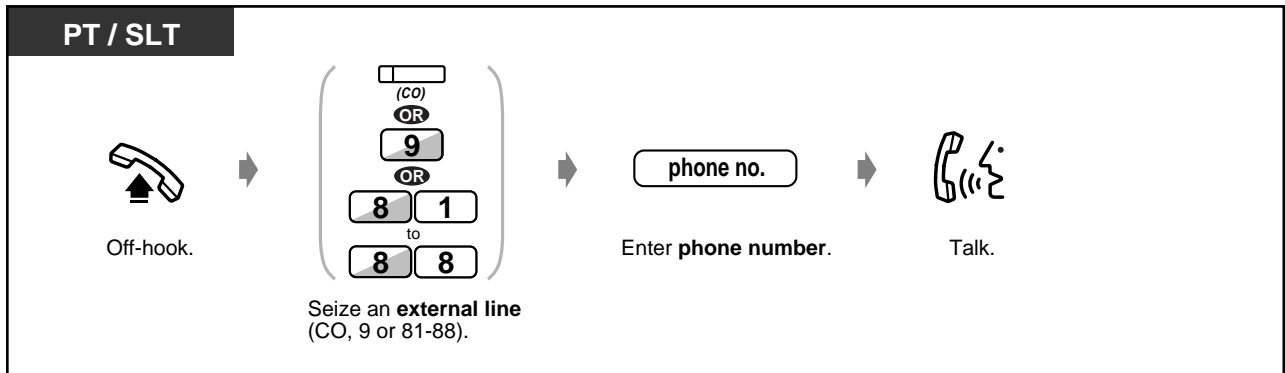 PT / SLT
(CO)
OR
9
OR
8 1
to
8 8
phone no.
Off-hook.
Seize an external line
(CO, 9 or 81-88).
Enter phone number.
Talk.